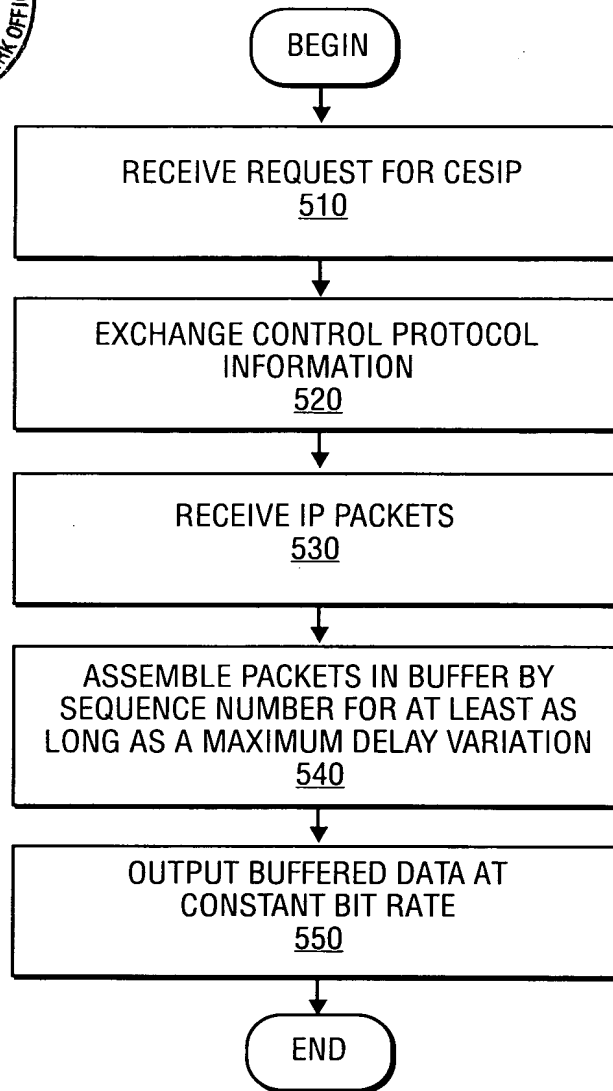 BEGIN
RECEIVE REQUEST FOR CESIP
510
EXCHANGE CONTROL PROTOCOL
INFORMATION
520
RECEIVE IP PACKETS
530
ASSEMBLE PACKETS IN BUFFER BY
SEQUENCE NUMBER FOR AT LEAST AS
LONG AS A MAXIMUM DELAY VARIATION
540
OUTPUT BUFFERED DATA AT
CONSTANT BIT RATE
550
END